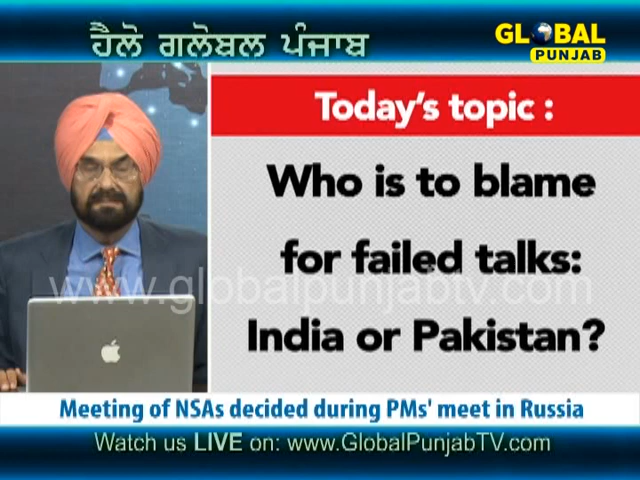 ਹੈਲੋ ਗਲੋਬਲ ਪੰਜਾਬ
GLOBAL
PUNJAB
Today's topic :
Who is to blame
for failed talks:
India or Pakistan?
www.globalpunjabtv.com
Meeting of NSAs decided during PMs' meet in Russia
Watch us LIVE on: www.GlobalPunjabTV.com